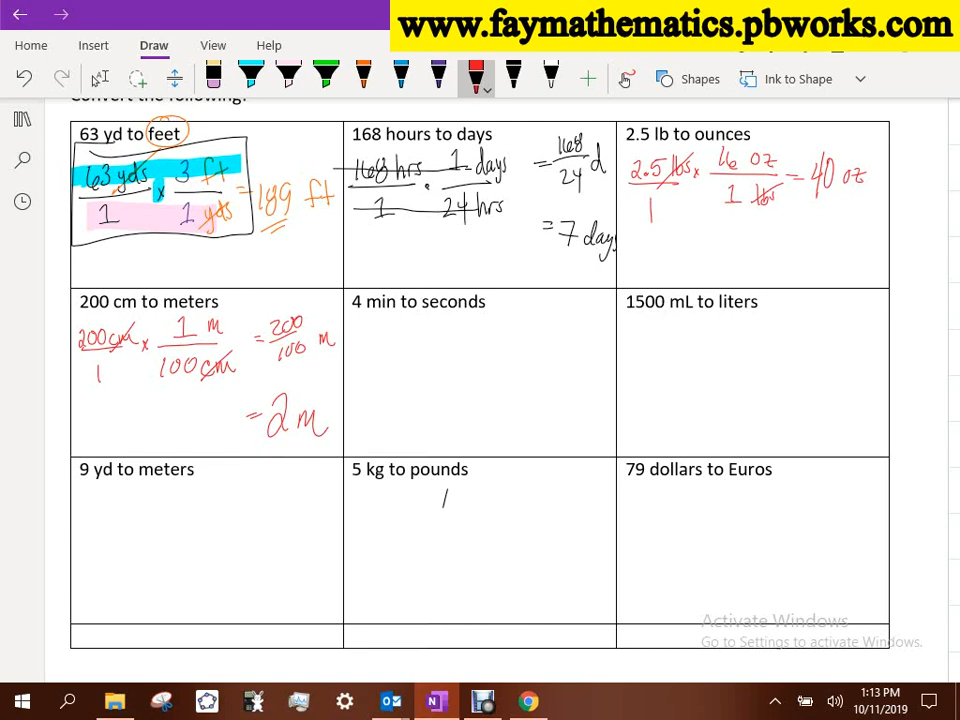 www.faymathematics.pbworks.com
Home Insert Draw View Help
Shapes Ink to Shape
Convert the following:
63 yd to feet
63 yds x 3 ft = 189 ft
1 1 yds
168 hours to days
168 hrs . 1 days = 168 d
1 24 hrs 24
= 7 days
2.5 lb to ounces
2.5 lbs x 16 oz = 40 oz
1 1 lbs
200 cm to meters
200 cm x 1 m = 200 m
1 100 cm 100
= 2 m
4 min to seconds
1500 mL to liters
9 yd to meters
5 kg to pounds
79 dollars to Euros
Activate Windows
Go to Settings to activate Windows.
1:13 PM
10/11/2019